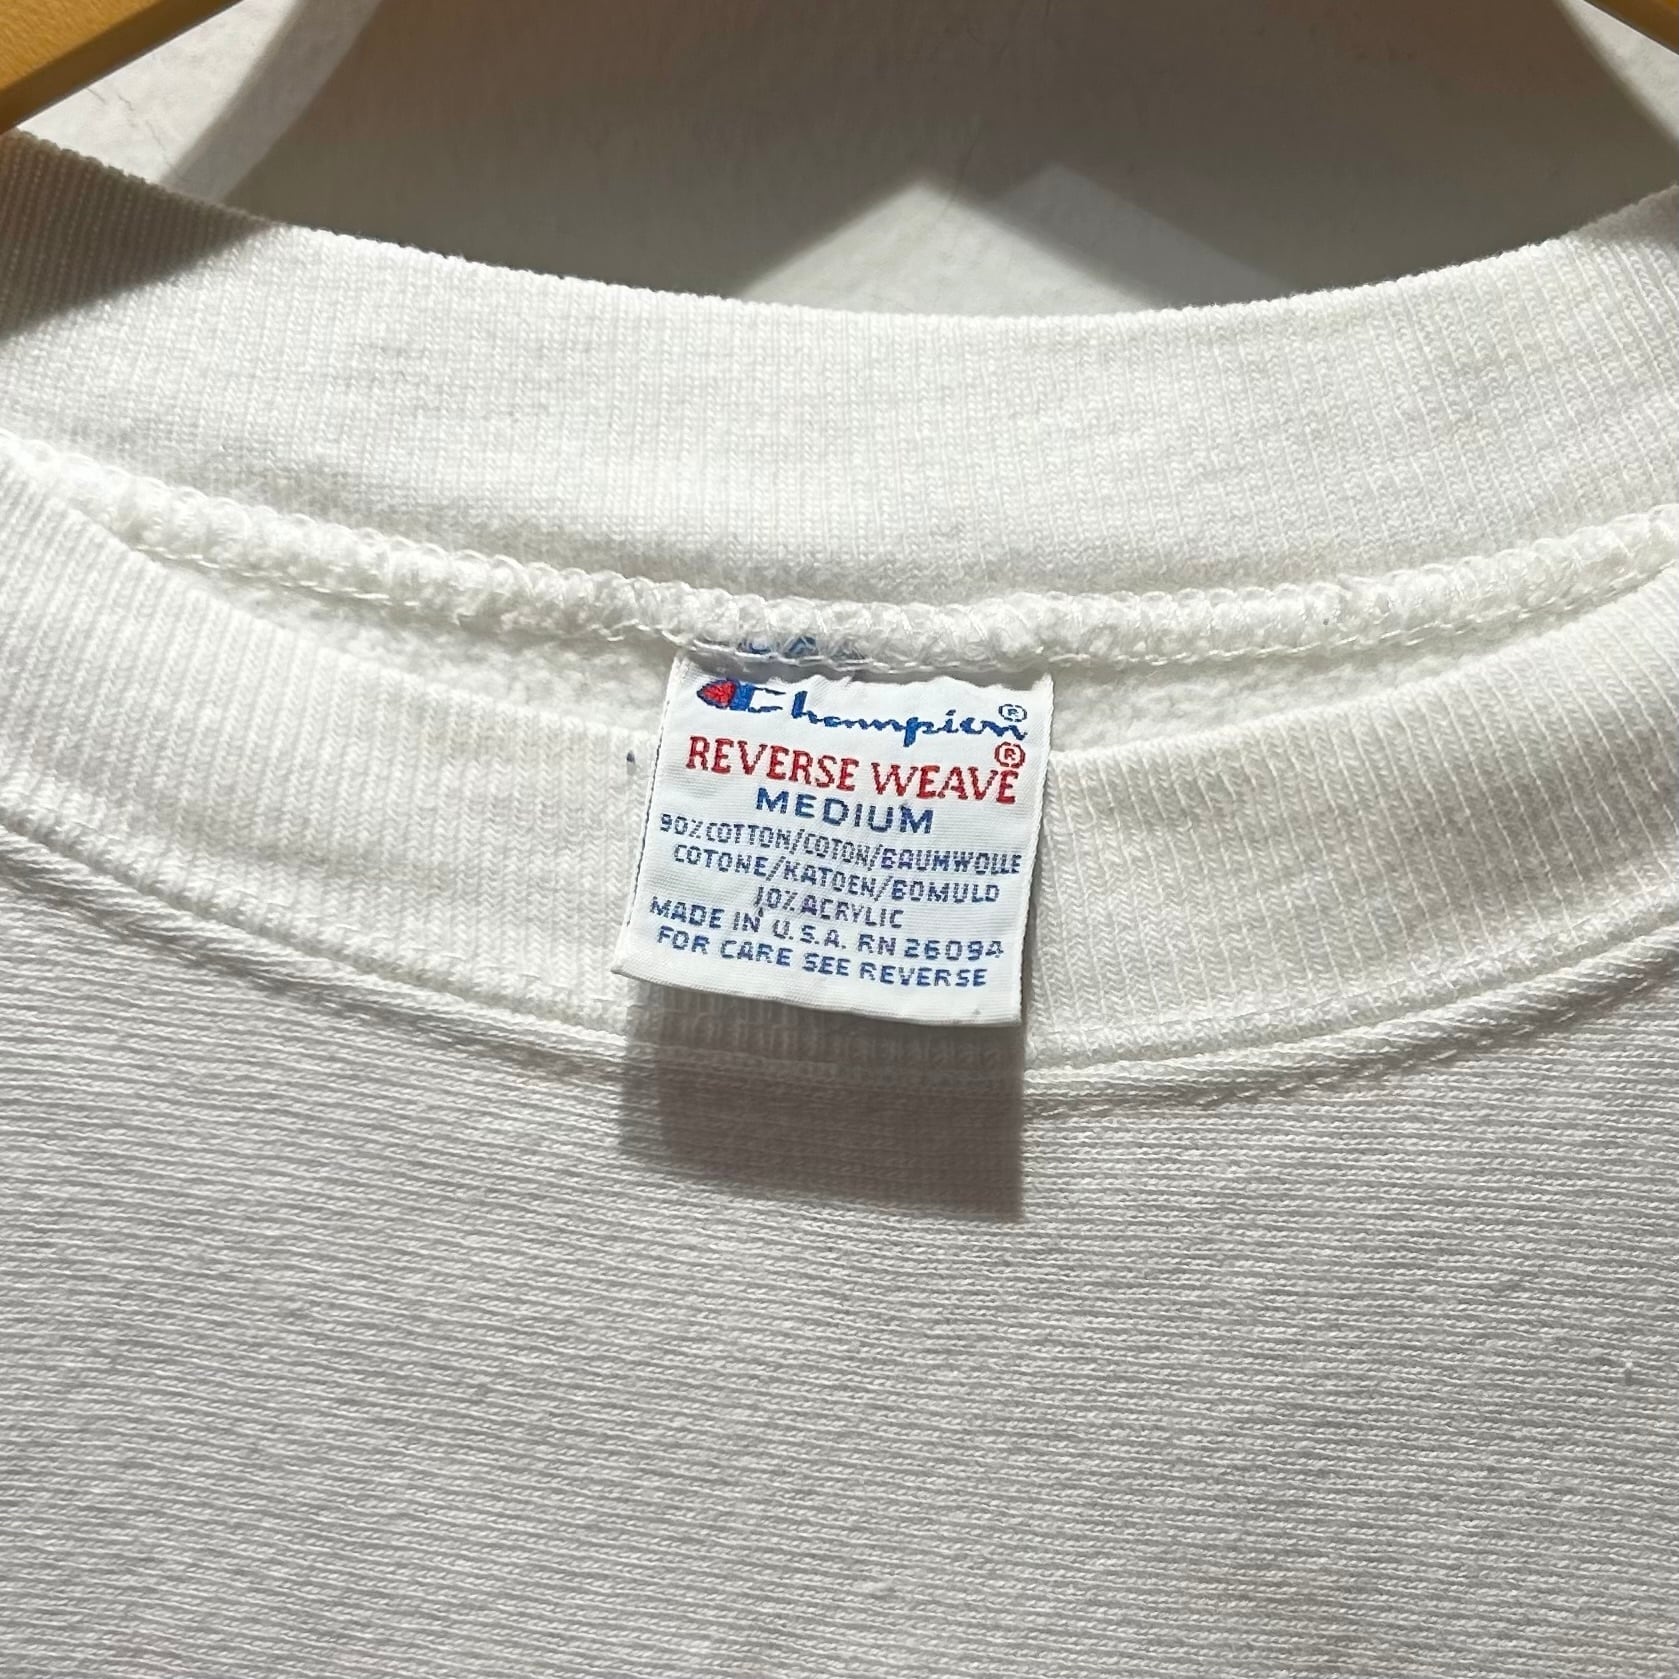 Champion®
REVERSE WEAVE®
MEDIUM
90% COTTON/COTON/BAUMWOLLE
COTONE/KATOEN/BOMULD
10% ACRYLIC
MADE IN U.S.A. RN 26094
FOR CARE SEE REVERSE